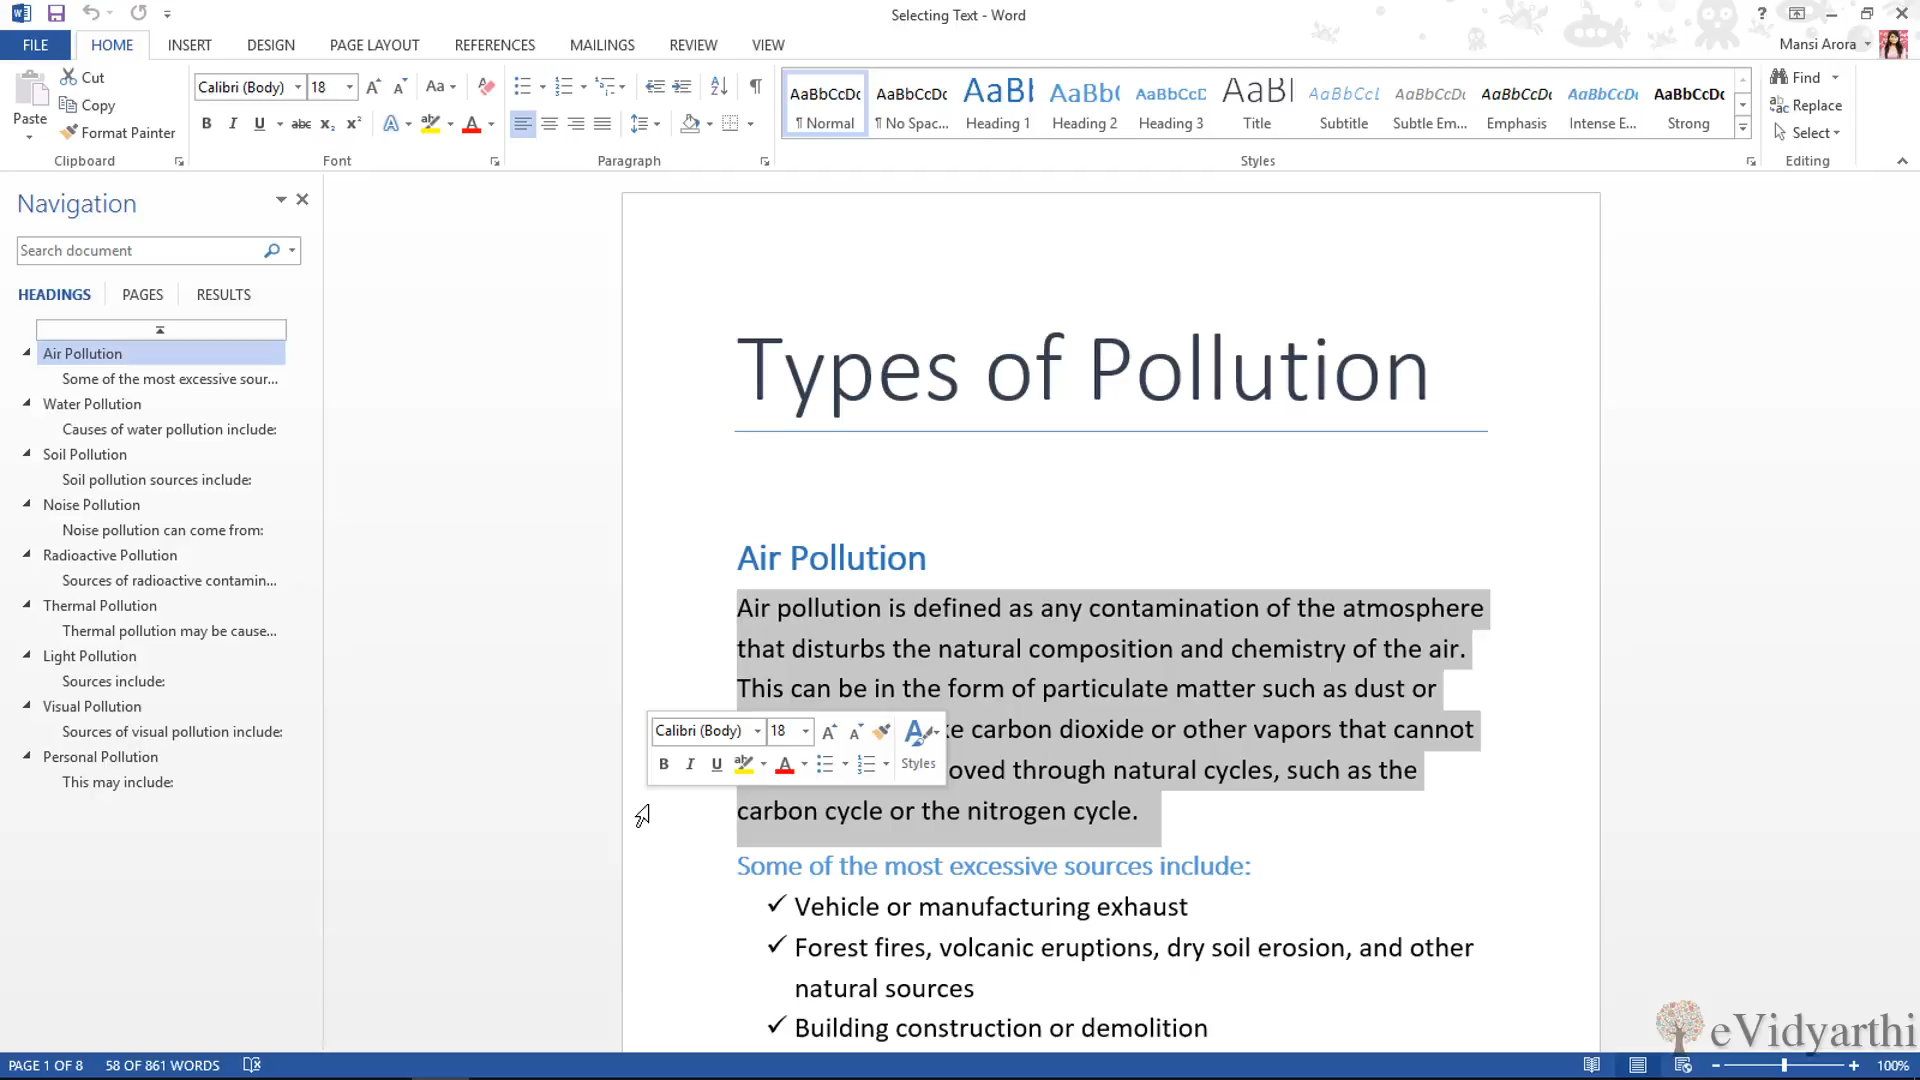 Selecting Text - Word
?
FILE
HOME
INSERT
DESIGN
PAGE LAYOUT
REFERENCES
MAILINGS
REVIEW
VIEW
Mansi Arora
Paste
Cut
Copy
Format Painter
Clipboard
Calibri (Body)
18
Aa
B I U abc x₂ x²
Font
Paragraph
AaBbCcDc
¶ Normal
AaBbCcDc
¶ No Spac...
AaBb
Heading 1
AaBb(
Heading 2
AaBbCcD
Heading 3
AaBl
Title
AaBbCcL
Subtitle
AaBbCcDt
Subtle Em...
AaBbCcDt
Emphasis
AaBbCcDt
Intense E...
AaBbCcDc
Strong
Styles
Find
Replace
Select
Editing
Navigation
Search document
HEADINGS
PAGES
RESULTS
Air Pollution
Some of the most excessive sour...
Water Pollution
Causes of water pollution include:
Soil Pollution
Soil pollution sources include:
Noise Pollution
Noise pollution can come from:
Radioactive Pollution
Sources of radioactive contamin...
Thermal Pollution
Thermal pollution may be cause...
Light Pollution
Sources include:
Visual Pollution
Sources of visual pollution include:
Personal Pollution
This may include:
Types of Pollution
Air Pollution
Air pollution is defined as any contamination of the atmosphere
that disturbs the natural composition and chemistry of the air.
This can be in the form of particulate matter such as dust or
ke carbon dioxide or other vapors that cannot
oved through natural cycles, such as the
carbon cycle or the nitrogen cycle.
Calibri (Body)
18
B I U
Styles
Some of the most excessive sources include:
Vehicle or manufacturing exhaust
Forest fires, volcanic eruptions, dry soil erosion, and other
natural sources
Building construction or demolition
eVidyarthi
PAGE 1 OF 8
58 OF 861 WORDS
100%